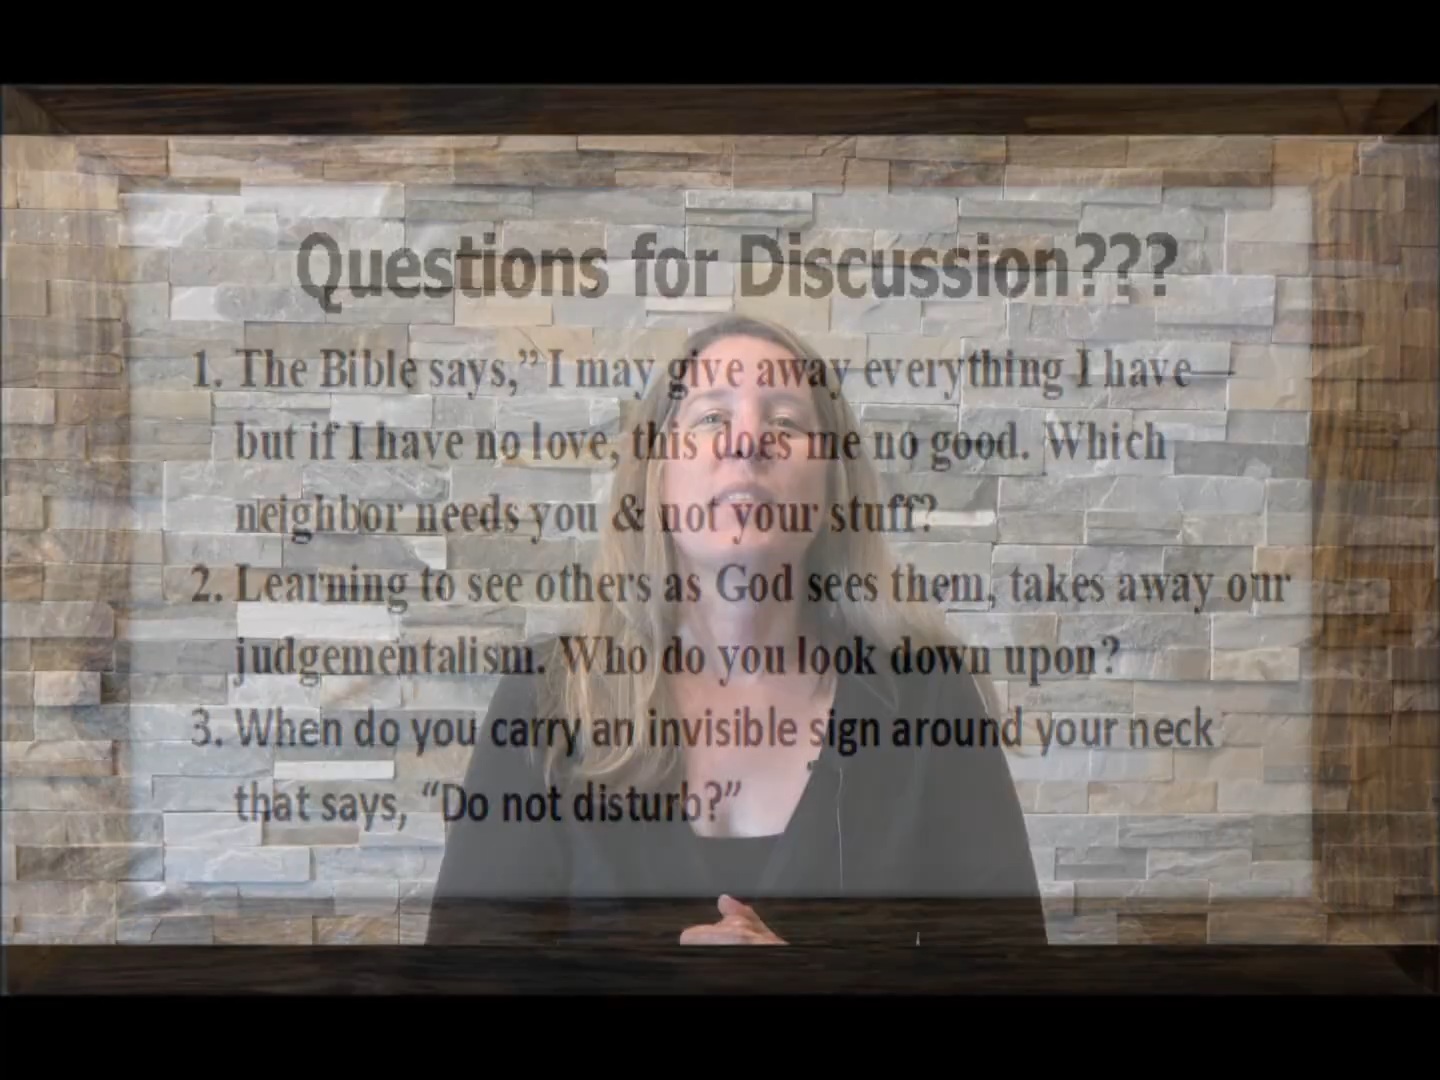 Questions for Discussion???
1. The Bible says,” I may give away everything I have
but if I have no love, this does me no good. Which
neighbor needs you & not your stuff?
2. Learning to see others as God sees them, takes away our
judgementalism. Who do you look down upon?
3. When do you carry an invisible sign around your neck
that says, “Do not disturb?”